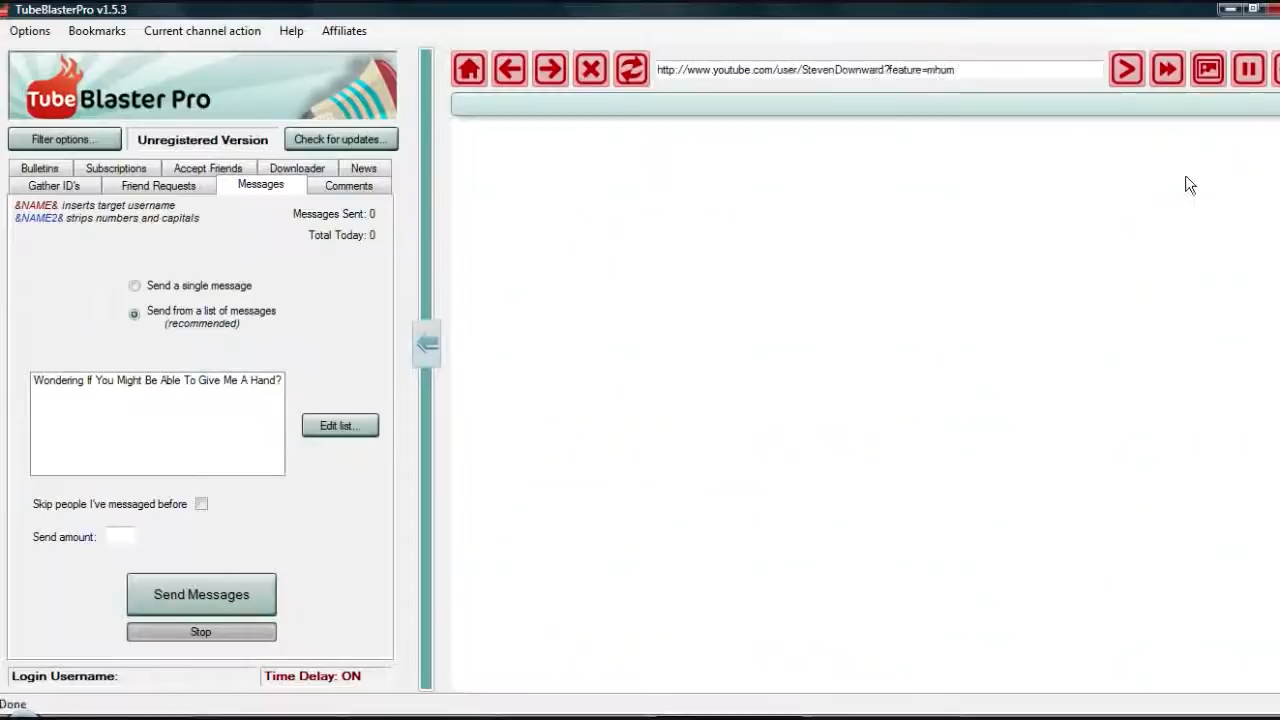 TubeBlasterPro v1.5.3
Options Bookmarks Current channel action Help Affiliates
http://www.youtube.com/user/StevenDownward?feature=mhum
Tube Blaster Pro
Filter options... Unregistered Version Check for updates...
Bulletins Subscriptions Accept Friends Downloader News
Gather ID's Friend Requests Messages Comments
&NAME& inserts target username
&NAME2& strips numbers and capitals
Messages Sent: 0
Total Today: 0
Send a single message
Send from a list of messages
(recommended)
Wondering If You Might Be Able To Give Me A Hand?
Edit list...
Skip people I've messaged before
Send amount:
Send Messages
Stop
Login Username: Time Delay: ON
Done